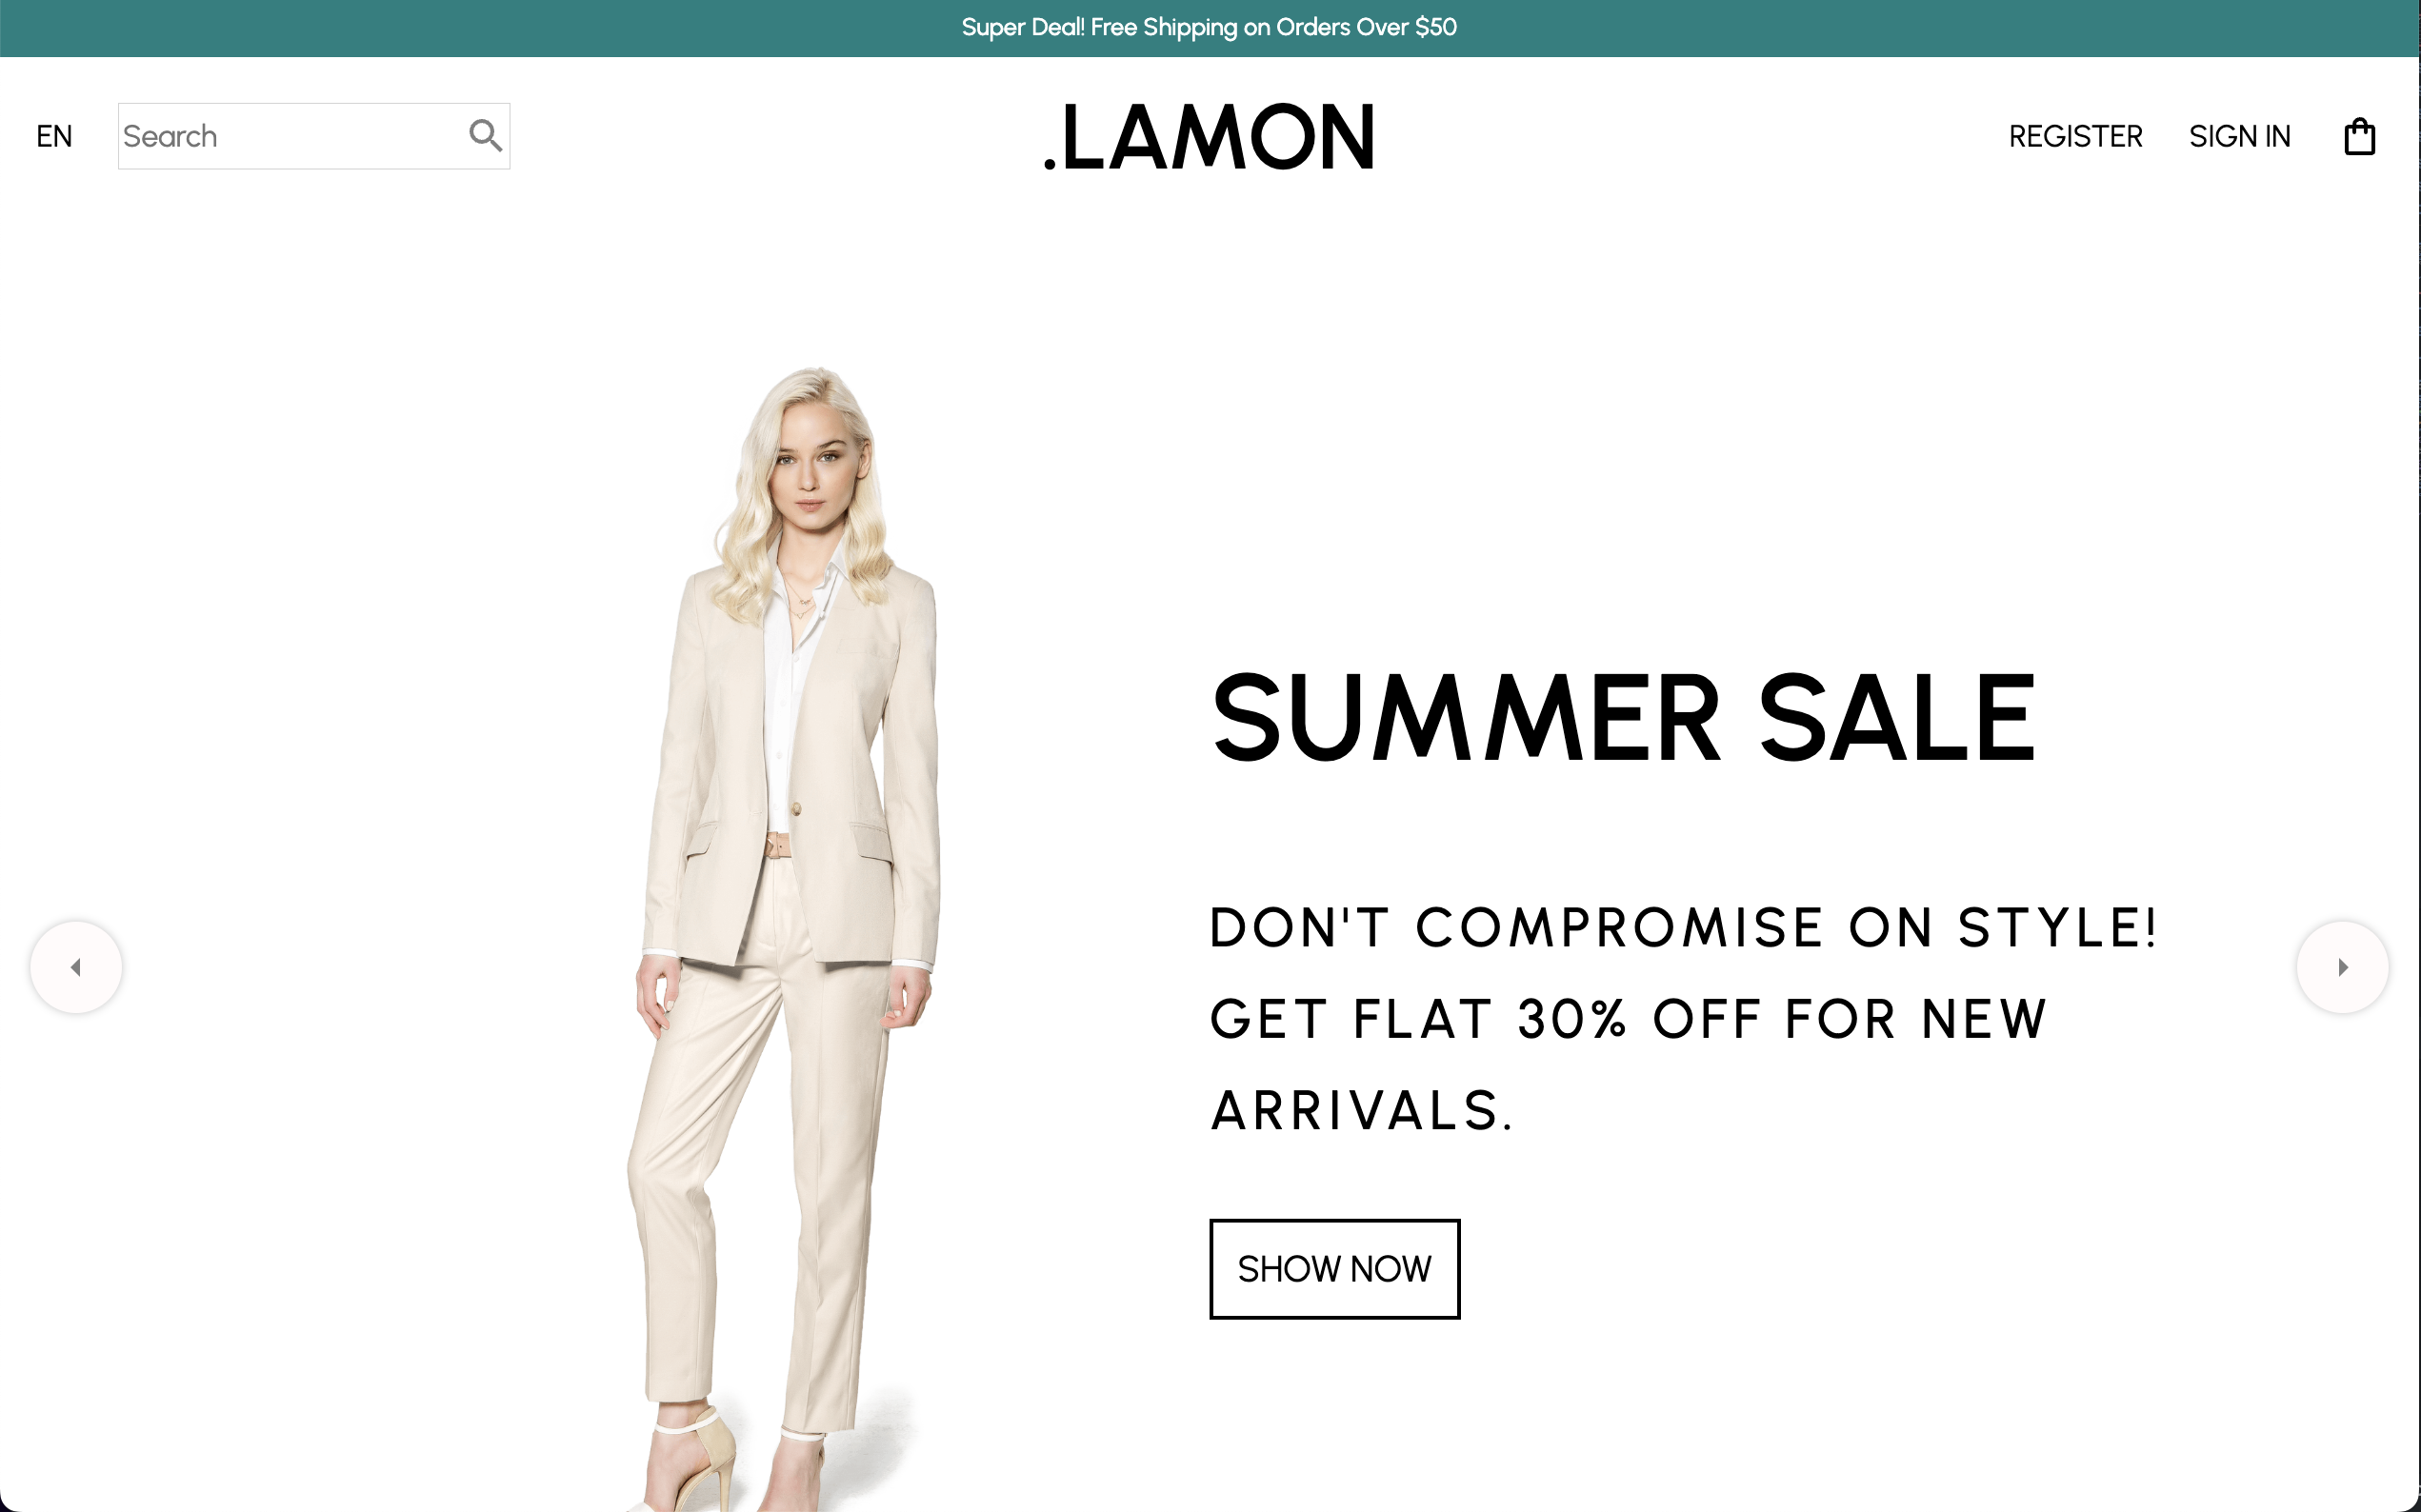 Super Deal! Free Shipping on Orders Over $50
EN
Search
.LAMON
REGISTER
SIGN IN
SUMMER SALE
DON'T COMPROMISE ON STYLE!
GET FLAT 30% OFF FOR NEW
ARRIVALS.
SHOW NOW